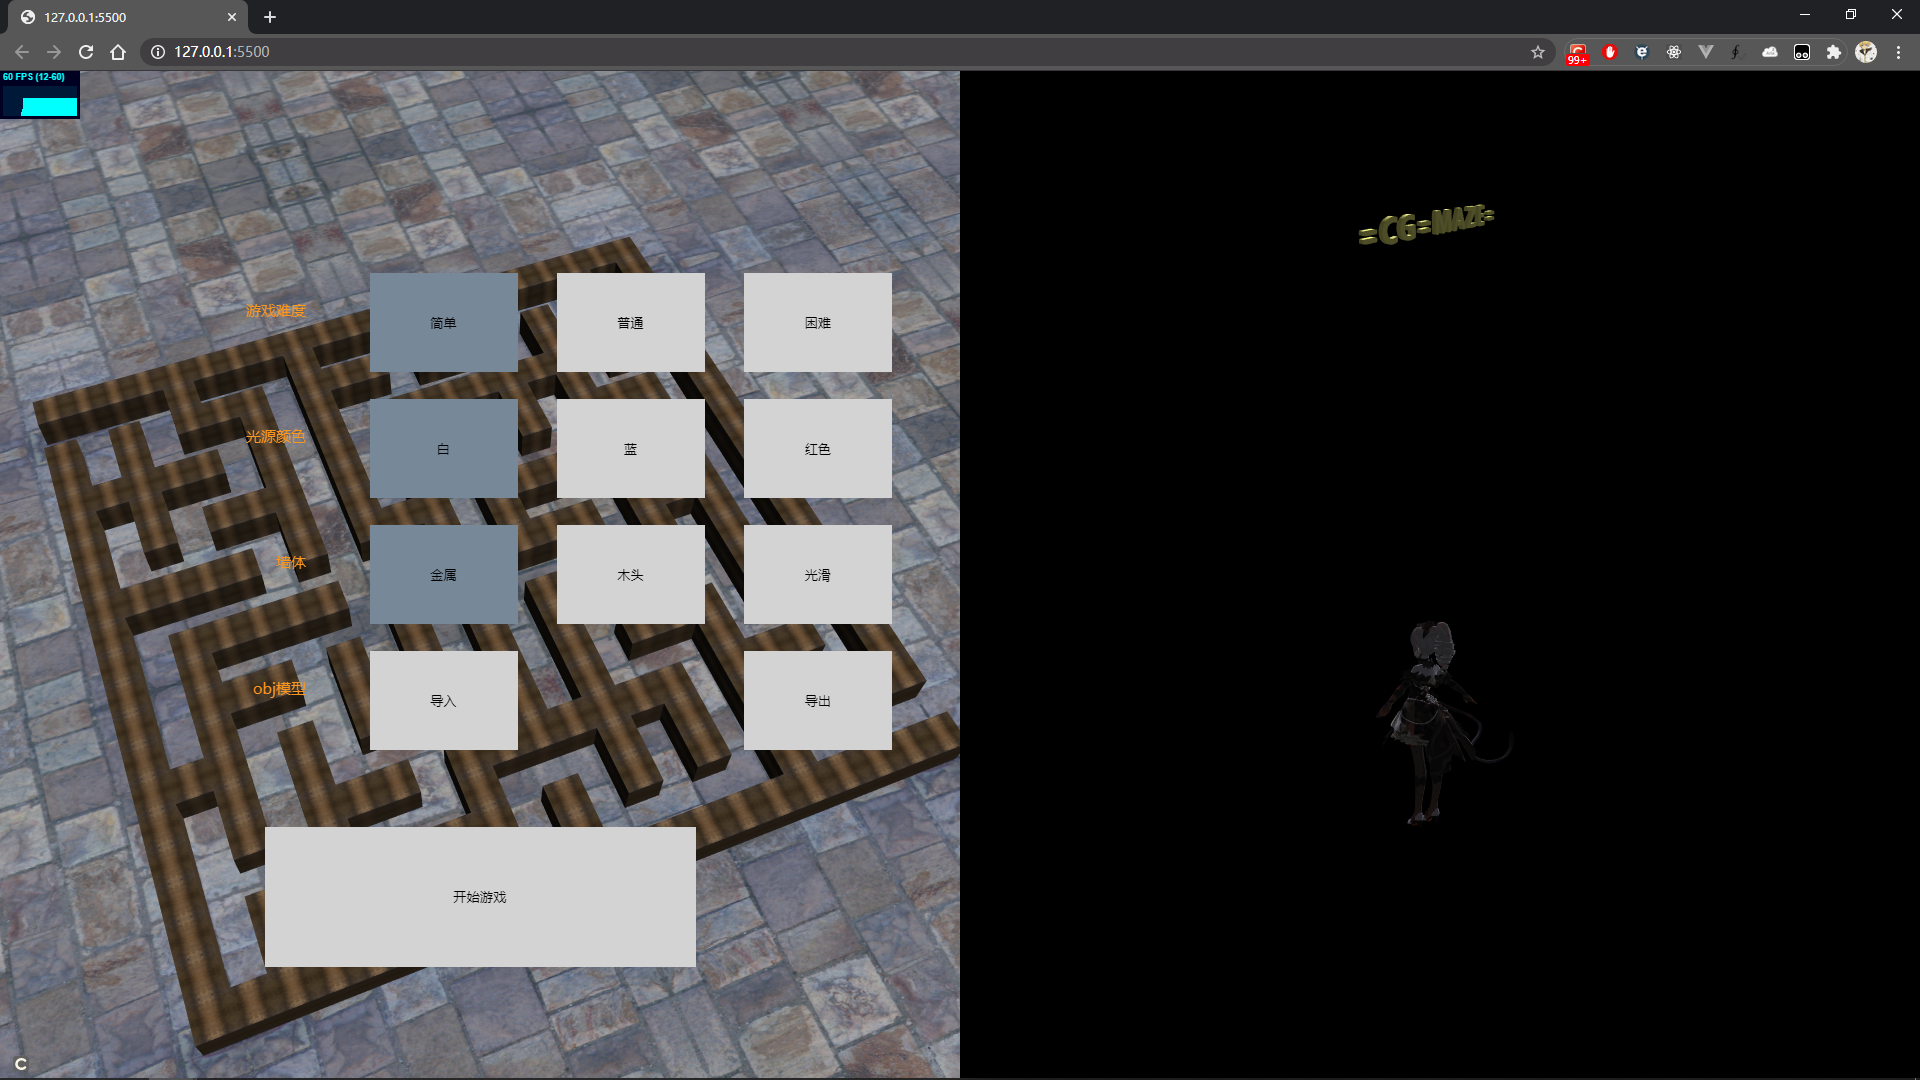 127.0.0.1:5500
127.0.0.1:5500
99+
60 FPS (12-60)
=CG=MAZE=
游戏难度
简单
普通
困难
光源颜色
白
蓝
红色
墙体
金属
木头
光滑
obj模型
导入
导出
开始游戏
C